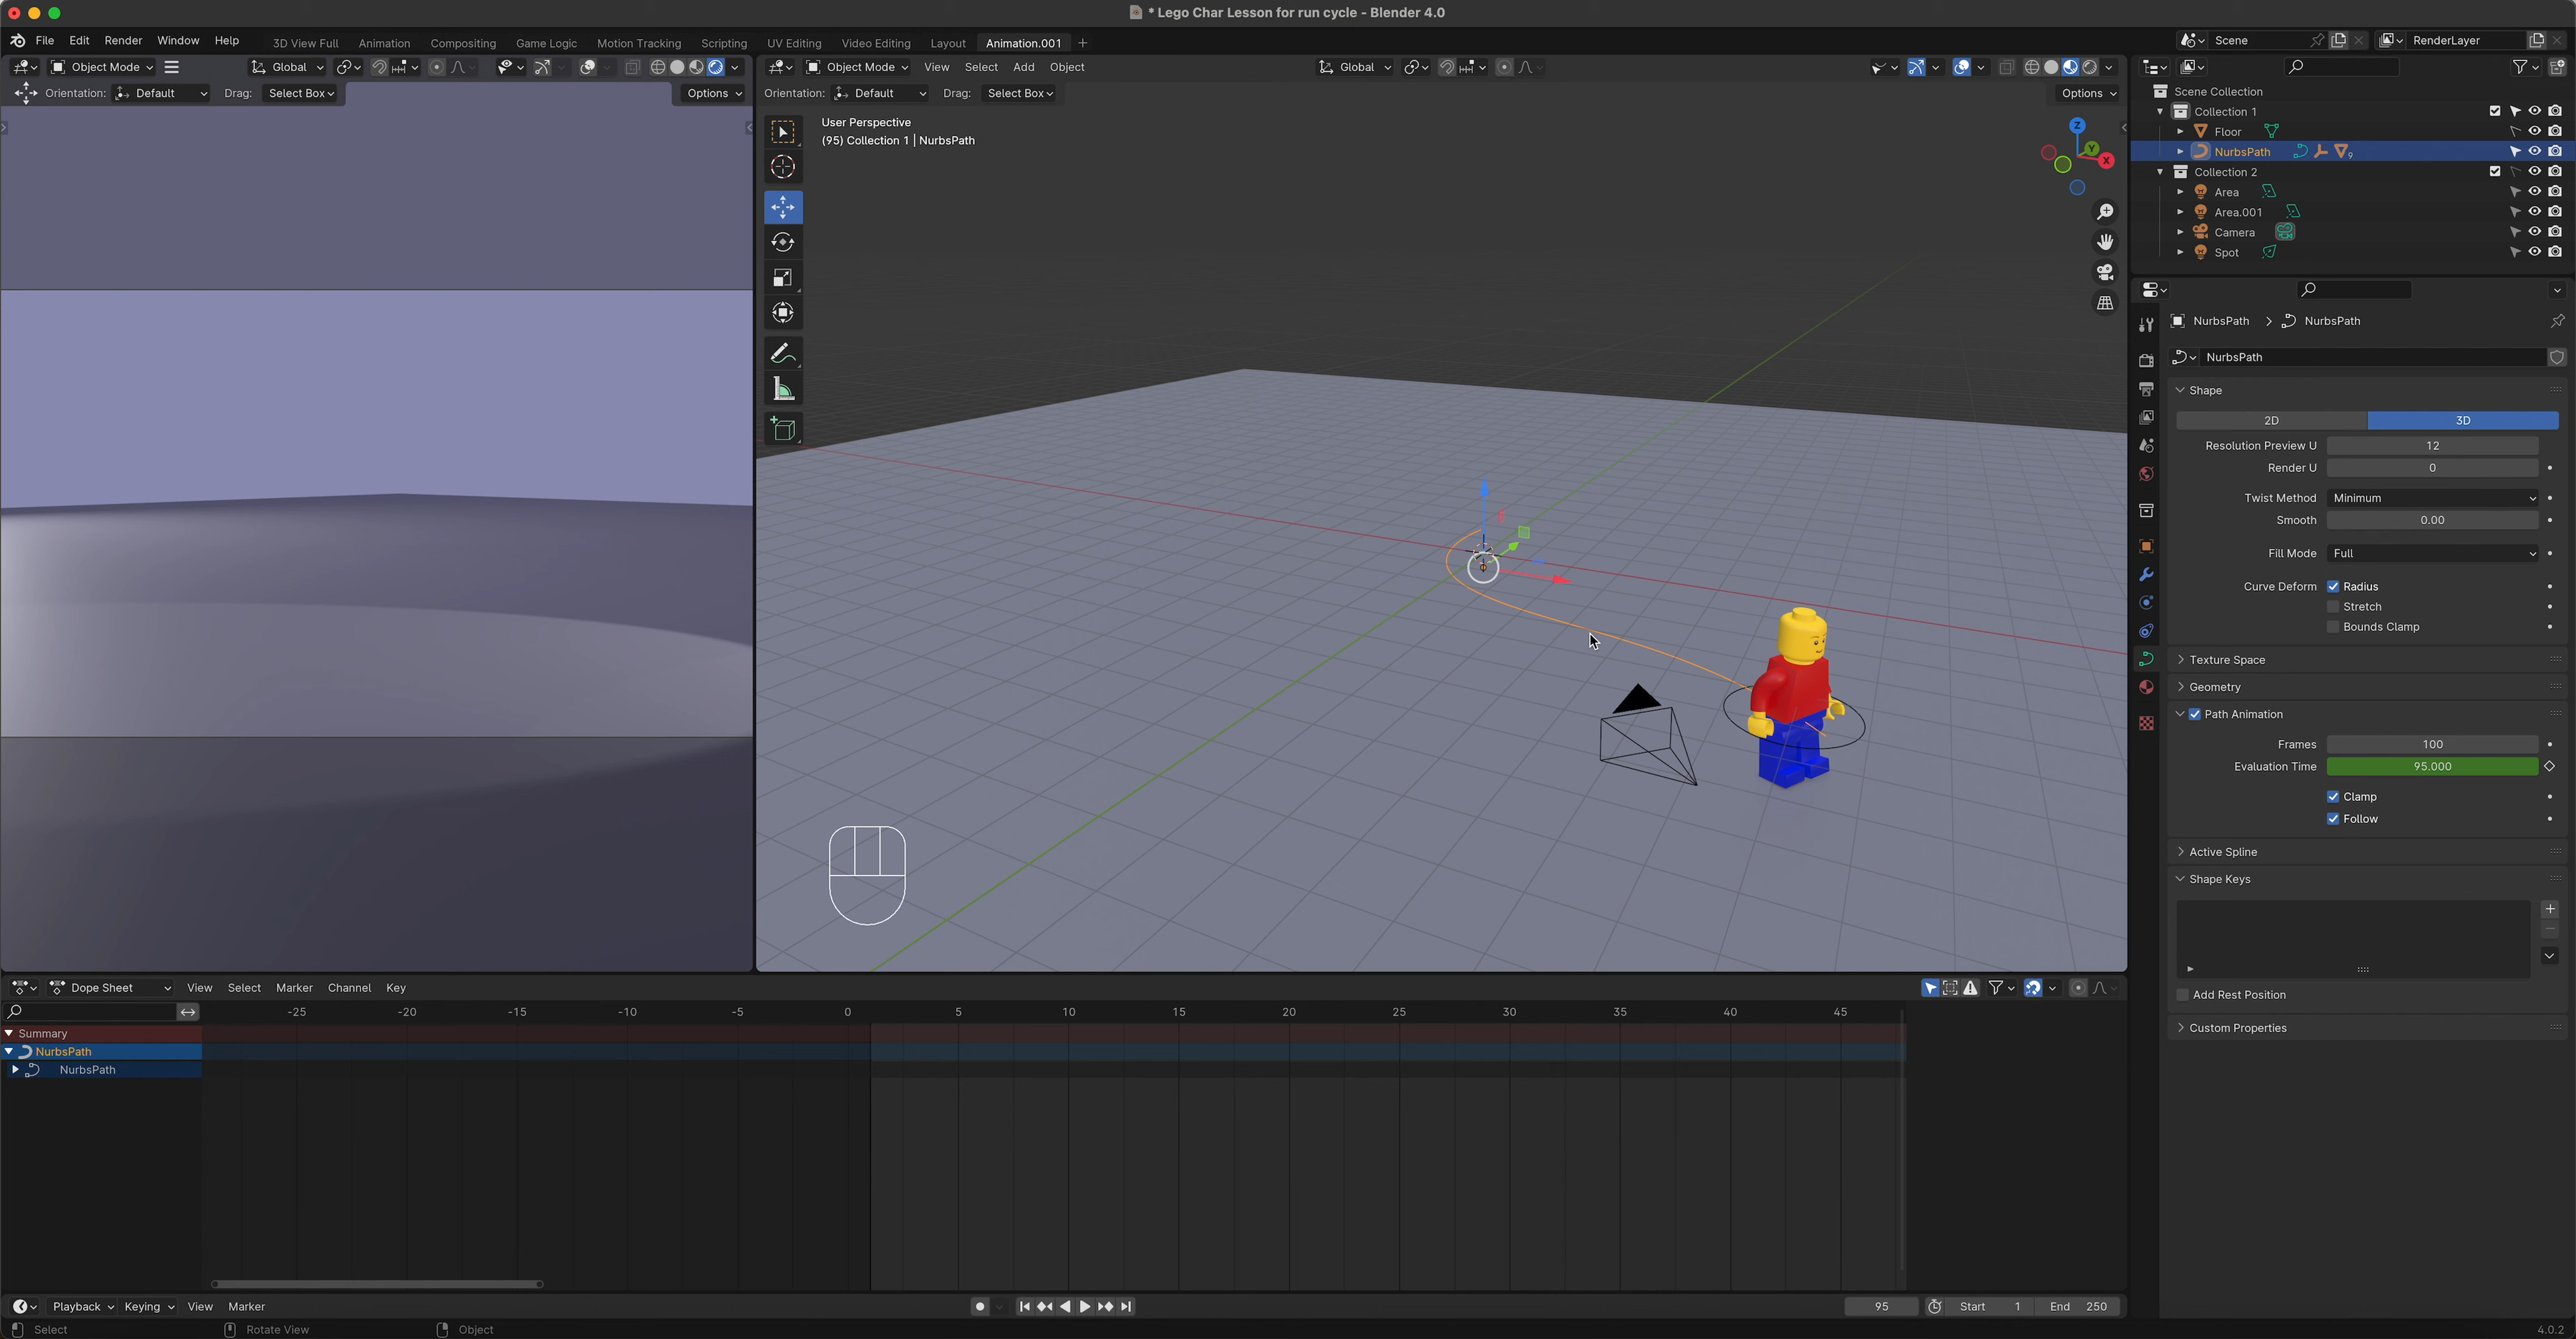 * Lego Char Lesson for run cycle - Blender 4.0
File Edit Render Window Help 3D View Full Animation Compositing Game Logic Motion Tracking Scripting UV Editing Video Editing Layout Animation.001 +
Scene RenderLayer
Object Mode Global
Object Mode View Select Add Object Global
Orientation: Default Drag: Select Box Options
Orientation: Default Drag: Select Box Options
User Perspective
(95) Collection 1 | NurbsPath
Z
Y
X
Scene Collection
Collection 1
Floor
NurbsPath 9
Collection 2
Area
Area.001
Camera
Spot
NurbsPath > NurbsPath
NurbsPath
Shape
2D 3D
Resolution Preview U 12
Render U 0
Twist Method Minimum
Smooth 0.00
Fill Mode Full
Curve Deform Radius
Stretch
Bounds Clamp
Texture Space
Geometry
Path Animation
Frames 100
Evaluation Time 95.000
Clamp
Follow
Active Spline
Shape Keys
Add Rest Position
Custom Properties
Dope Sheet View Select Marker Channel Key
-25 -20 -15 -10 -5 0 5 10 15 20 25 30 35 40 45
Summary
NurbsPath
NurbsPath
Playback Keying View Marker 95 Start 1 End 250
Select Rotate View Object 4.0.2